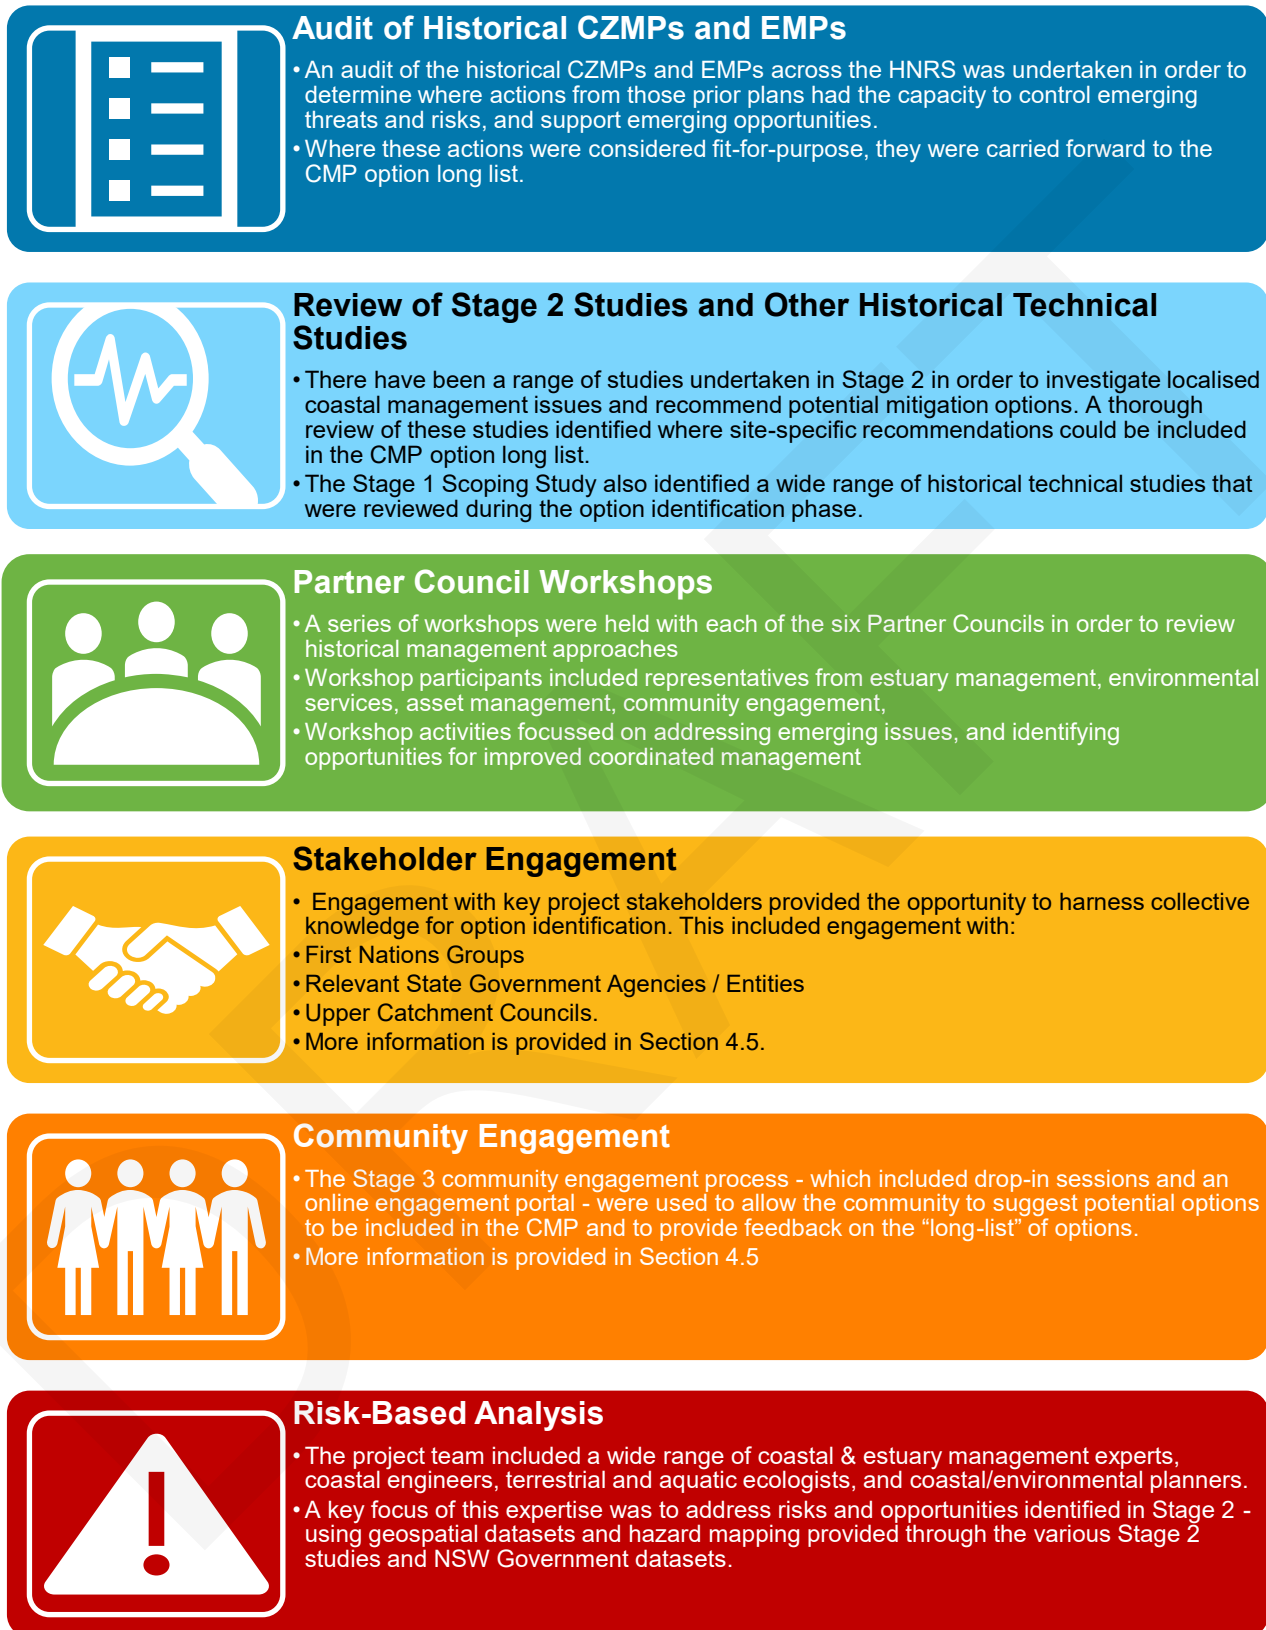 Audit of Historical CZMPs and EMPs
• An audit of the historical CZMPs and EMPs across the HNRS was undertaken in order to
determine where actions from those prior plans had the capacity to control emerging
threats and risks, and support emerging opportunities.
• Where these actions were considered fit-for-purpose, they were carried forward to the
CMP option long list.
Review of Stage 2 Studies and Other Historical Technical
Studies
• There have been a range of studies undertaken in Stage 2 in order to investigate localised
coastal management issues and recommend potential mitigation options. A thorough
review of these studies identified where site-specific recommendations could be included
in the CMP option long list.
• The Stage 1 Scoping Study also identified a wide range of historical technical studies that
were reviewed during the option identification phase.
Partner Council Workshops
• A series of workshops were held with each of the six Partner Councils in order to review
historical management approaches
• Workshop participants included representatives from estuary management, environmental
services, asset management, community engagement,
• Workshop activities focussed on addressing emerging issues, and identifying
opportunities for improved coordinated management
Stakeholder Engagement
• Engagement with key project stakeholders provided the opportunity to harness collective
knowledge for option identification. This included engagement with:
• First Nations Groups
• Relevant State Government Agencies / Entities
• Upper Catchment Councils.
• More information is provided in Section 4.5.
Community Engagement
• The Stage 3 community engagement process - which included drop-in sessions and an
online engagement portal - were used to allow the community to suggest potential options
to be included in the CMP and to provide feedback on the “long-list” of options.
• More information is provided in Section 4.5
Risk-Based Analysis
• The project team included a wide range of coastal & estuary management experts,
coastal engineers, terrestrial and aquatic ecologists, and coastal/environmental planners.
• A key focus of this expertise was to address risks and opportunities identified in Stage 2 -
using geospatial datasets and hazard mapping provided through the various Stage 2
studies and NSW Government datasets.
DRAFT